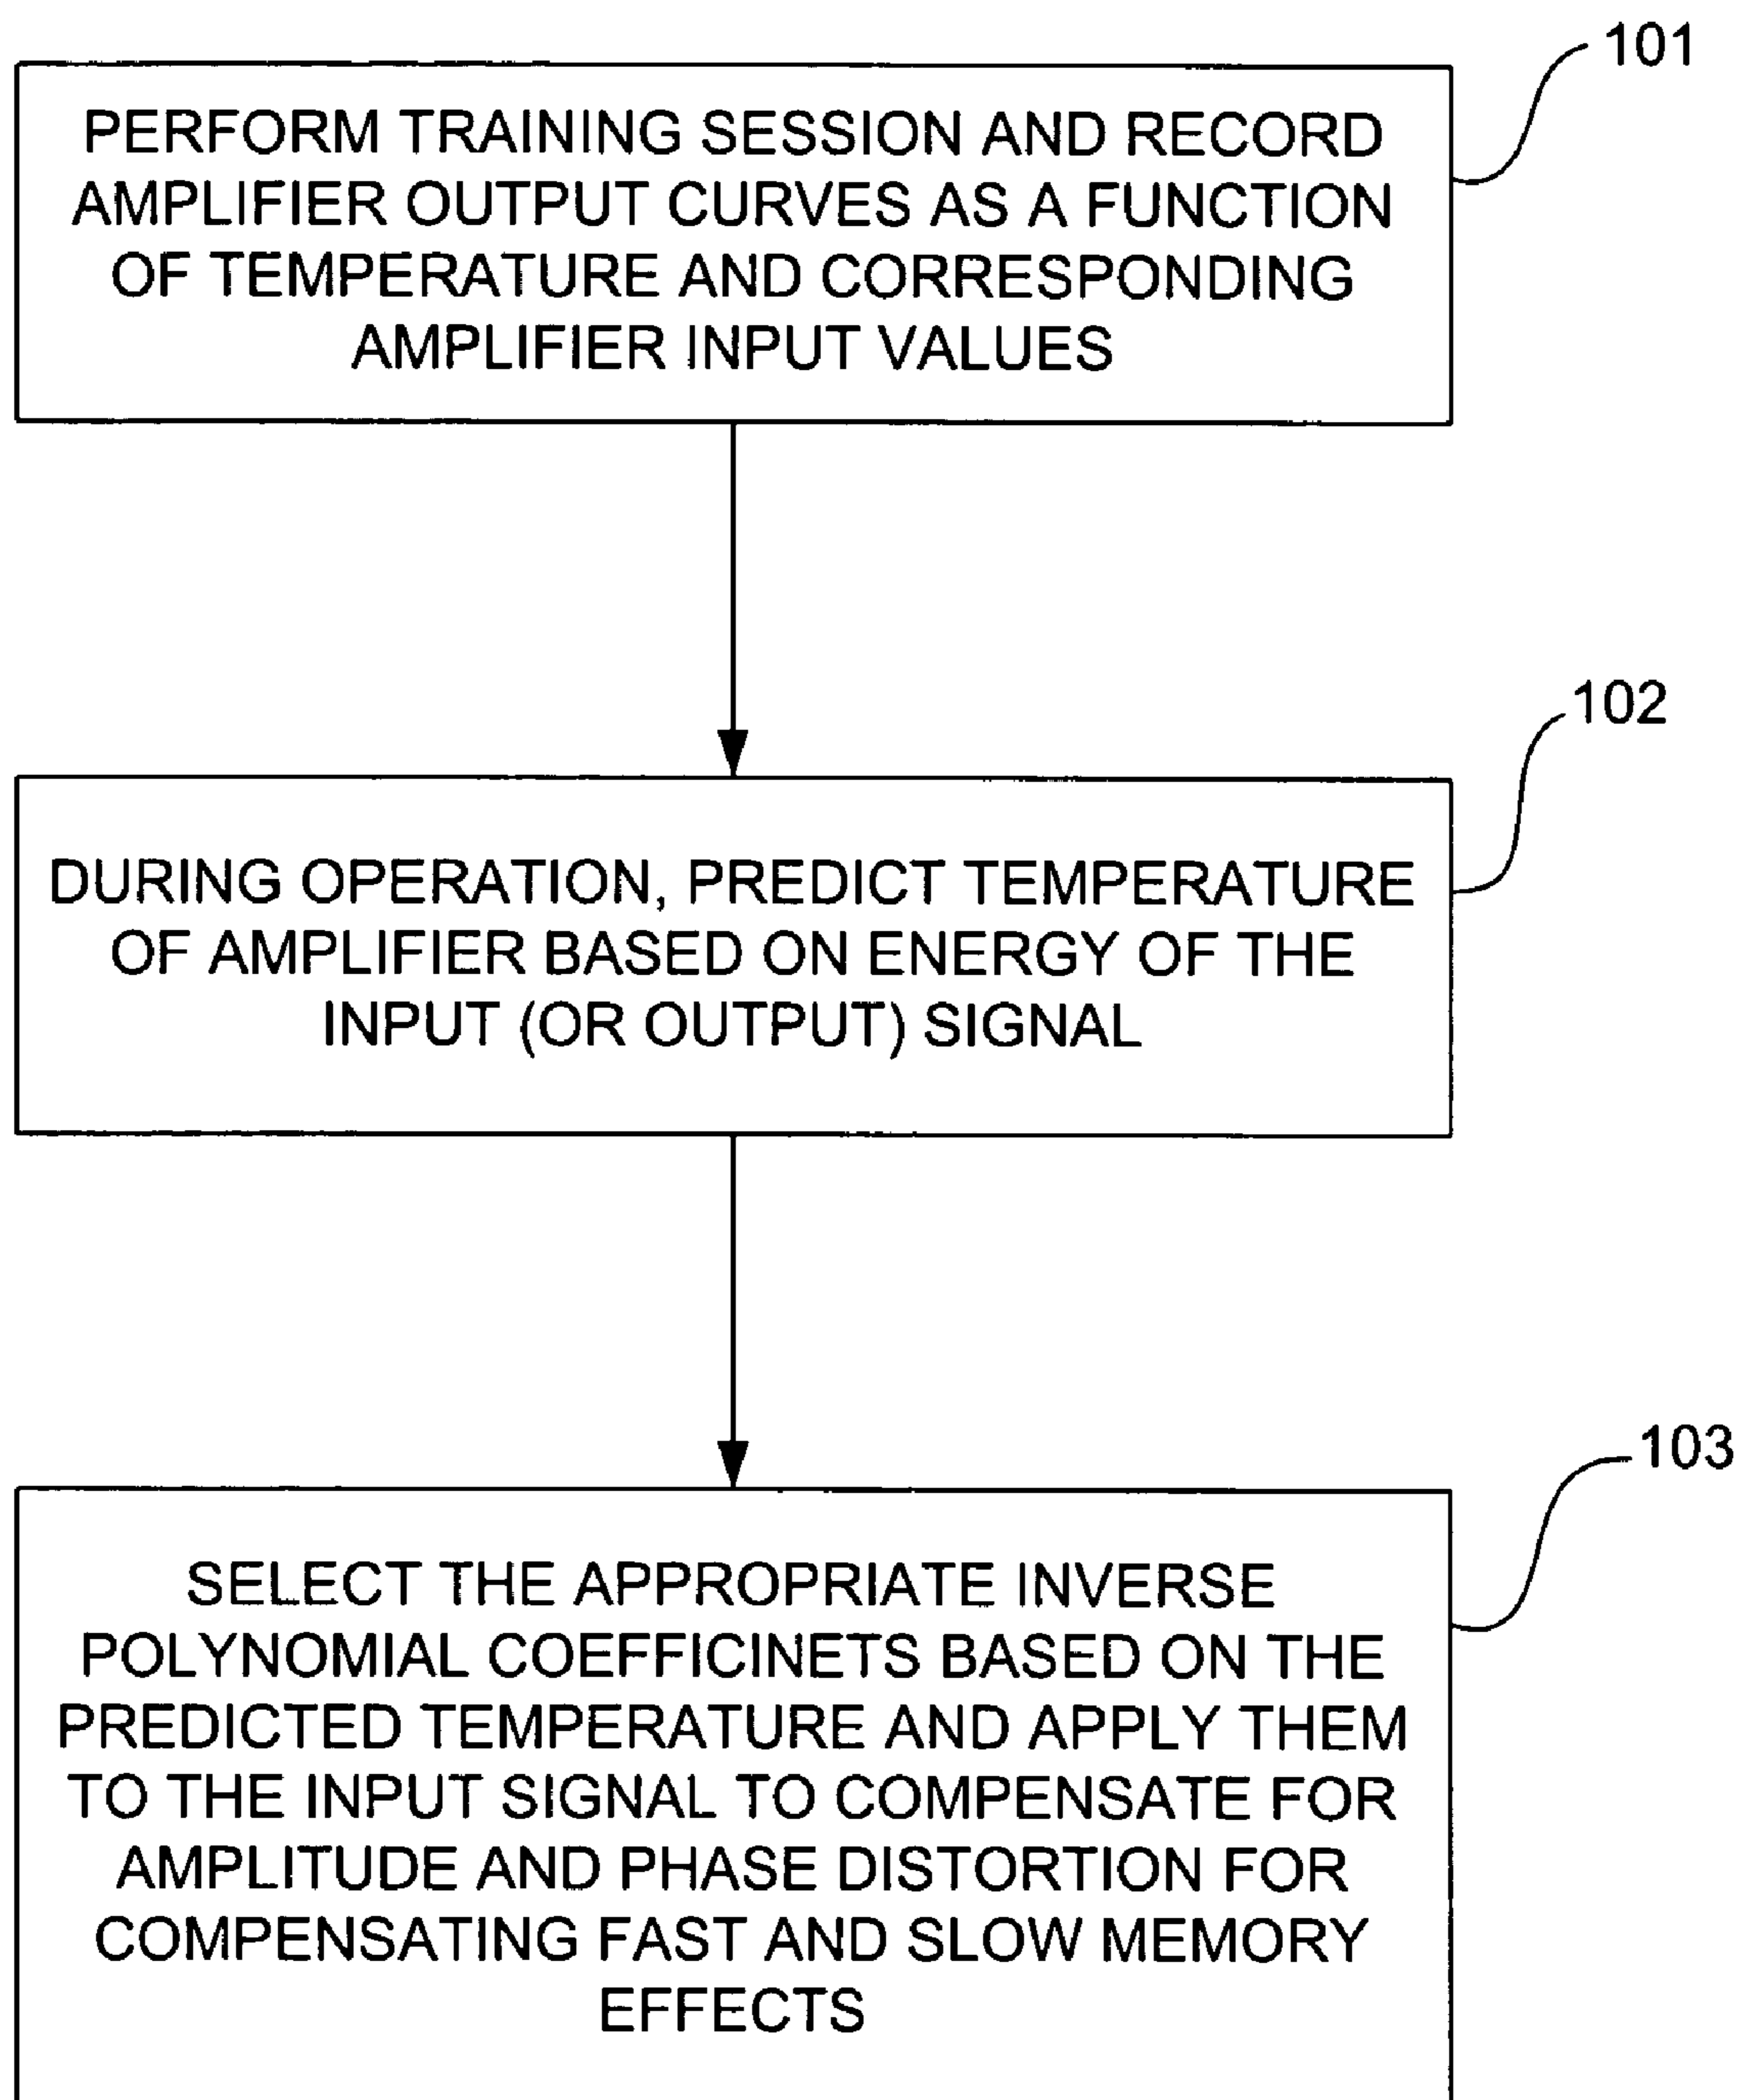 101
PERFORM TRAINING SESSION AND RECORD
AMPLIFIER OUTPUT CURVES AS A FUNCTION
OF TEMPERATURE AND CORRESPONDING
AMPLIFIER INPUT VALUES
102
DURING OPERATION, PREDICT TEMPERATURE
OF AMPLIFIER BASED ON ENERGY OF THE
INPUT (OR OUTPUT) SIGNAL
103
SELECT THE APPROPRIATE INVERSE
POLYNOMIAL COEFFICINETS BASED ON THE
PREDICTED TEMPERATURE AND APPLY THEM
TO THE INPUT SIGNAL TO COMPENSATE FOR
AMPLITUDE AND PHASE DISTORTION FOR
COMPENSATING FAST AND SLOW MEMORY
EFFECTS